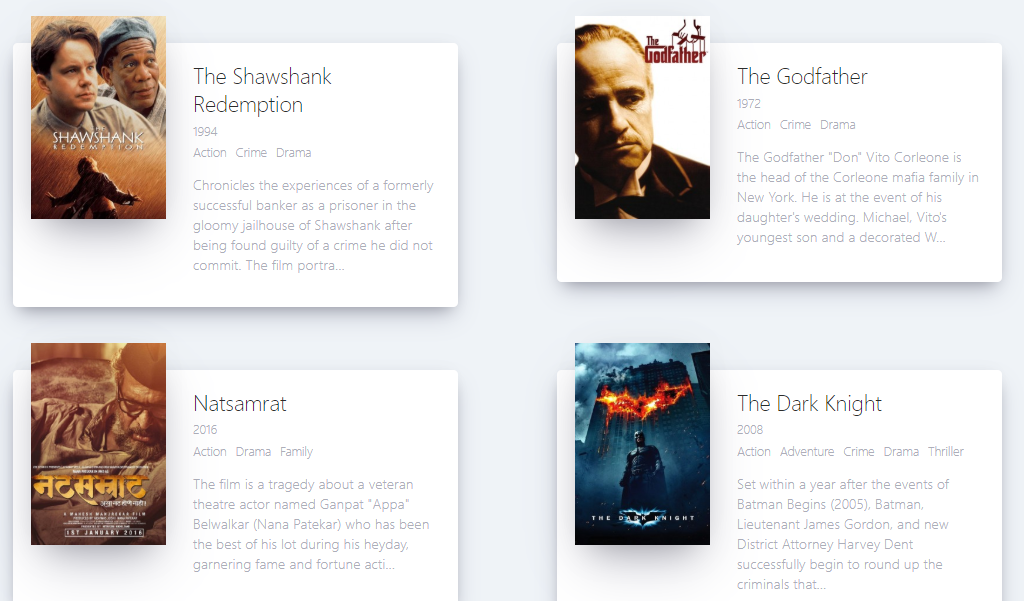 THE
SHAWSHANK
REDEMPTION
The Shawshank
Redemption
1994
Action Crime Drama
Chronicles the experiences of a formerly
successful banker as a prisoner in the
gloomy jailhouse of Shawshank after
being found guilty of a crime he did not
commit. The film portra...
The
Godfather
The Godfather
1972
Action Crime Drama
The Godfather "Don" Vito Corleone is
the head of the Corleone mafia family in
New York. He is at the event of his
daughter's wedding. Michael, Vito's
youngest son and a decorated W...
नटसम्राट
असा नट होणे नाही!
A MAHESH MANJREKAR FILM
1ST JANUARY 2016
Natsamrat
2016
Action Drama Family
The film is a tragedy about a veteran
theatre actor named Ganpat "Appa"
Belwalkar (Nana Patekar) who has been
the best of his lot during his heyday,
garnering fame and fortune acti...
THE DARK KNIGHT
The Dark Knight
2008
Action Adventure Crime Drama Thriller
Set within a year after the events of
Batman Begins (2005), Batman,
Lieutenant James Gordon, and new
District Attorney Harvey Dent
successfully begin to round up the
criminals that...